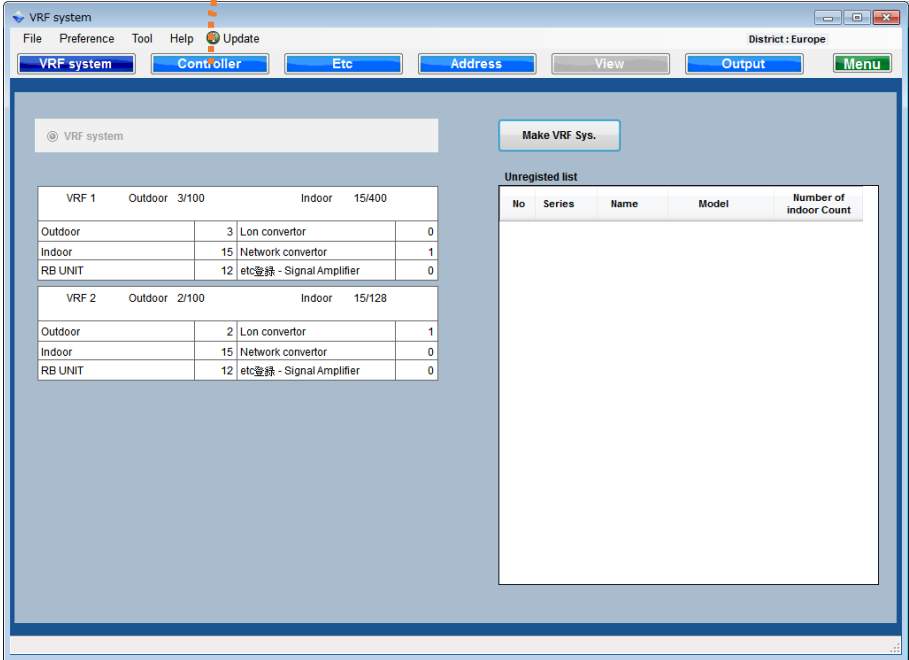 VRF system
File Preference Tool Help Update District : Europe
VRF system Controller Etc Address View Output Menu
VRF system
Make VRF Sys.
Unregisted list
No Series Name Model Number of indoor Count
VRF 1 Outdoor 3/100 Indoor 15/400
Outdoor 3 Lon convertor 0
Indoor 15 Network convertor 1
RB UNIT 12 etc登録 - Signal Amplifier 0
VRF 2 Outdoor 2/100 Indoor 15/128
Outdoor 2 Lon convertor 1
Indoor 15 Network convertor 0
RB UNIT 12 etc登録 - Signal Amplifier 0